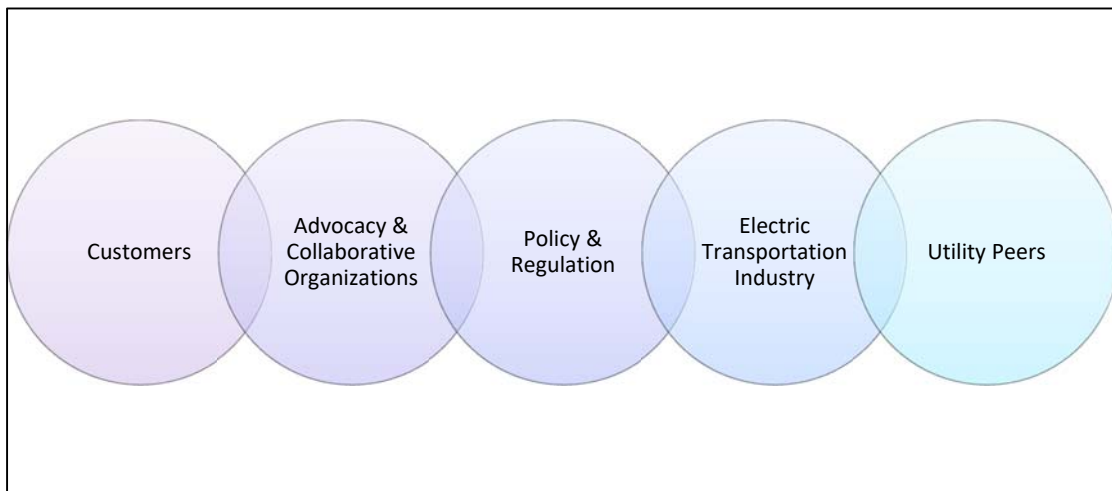 Customers
Advocacy &
Collaborative
Organizations
Policy &
Regulation
Electric
Transportation
Industry
Utility Peers